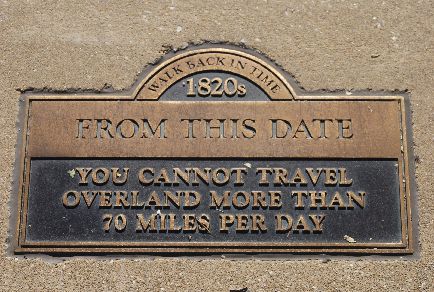 WALK BACK IN TIME
1820s
FROM THIS DATE
YOU CANNOT TRAVEL
OVERLAND MORE THAN
70 MILES PER DAY